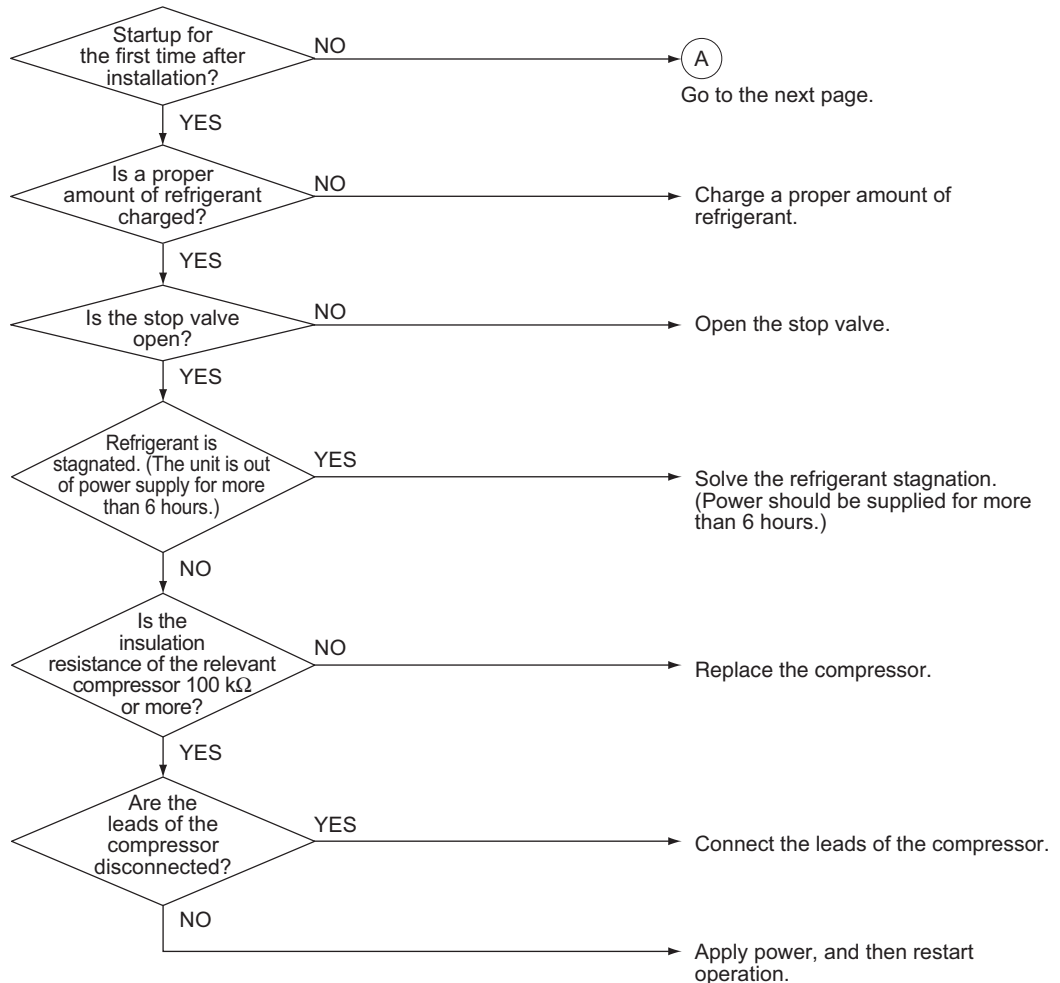 Startup for
the first time after
installation?
NO
A
Go to the next page.
YES
Is a proper
amount of refrigerant
charged?
NO
Charge a proper amount of
refrigerant.
YES
Is the stop valve
open?
NO
Open the stop valve.
YES
Refrigerant is
stagnated. (The unit is out
of power supply for more
than 6 hours.)
YES
Solve the refrigerant stagnation.
(Power should be supplied for more
than 6 hours.)
NO
Is the
insulation
resistance of the relevant
compressor 100 kΩ
or more?
NO
Replace the compressor.
YES
Are the
leads of the
compressor
disconnected?
YES
Connect the leads of the compressor.
NO
Apply power, and then restart
operation.